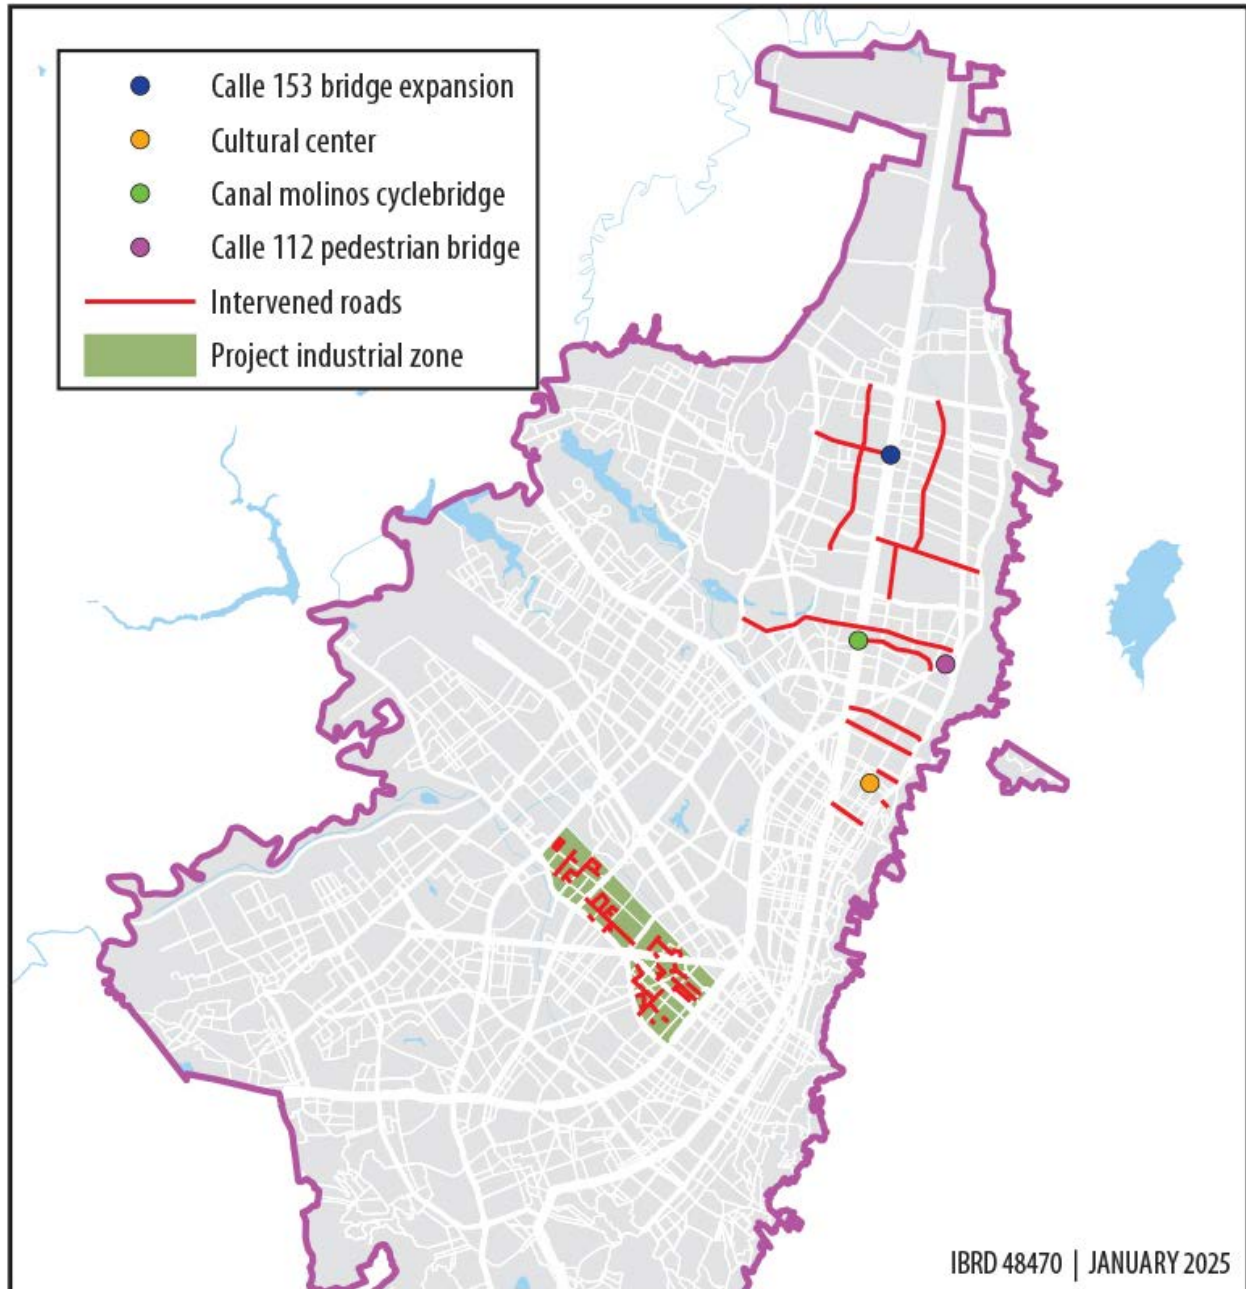 Calle 153 bridge expansion
Cultural center
Canal molinos cyclebridge
Calle 112 pedestrian bridge
Intervened roads
Project industrial zone
IBRD 48470 | JANUARY 2025